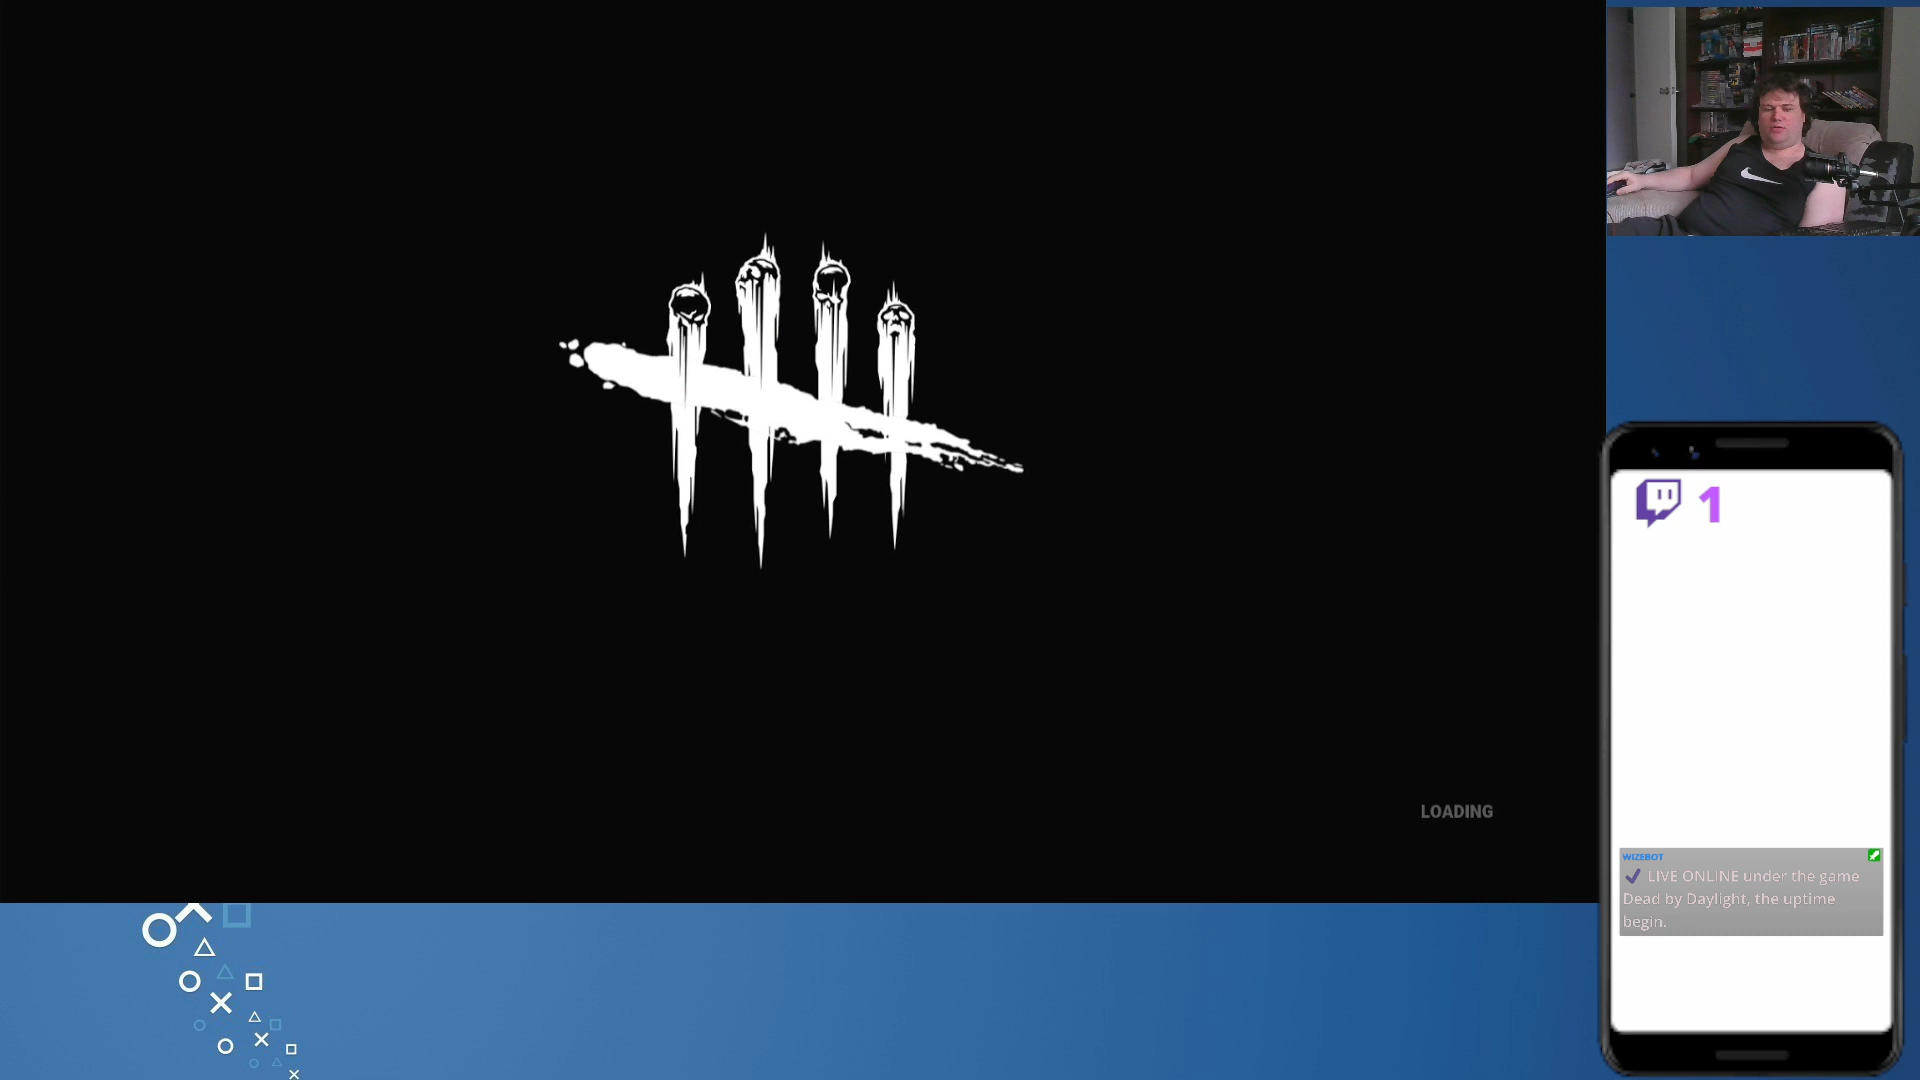 1
LOADING
WIZEBOT
LIVE ONLINE under the game
Dead by Daylight, the uptime
begin.